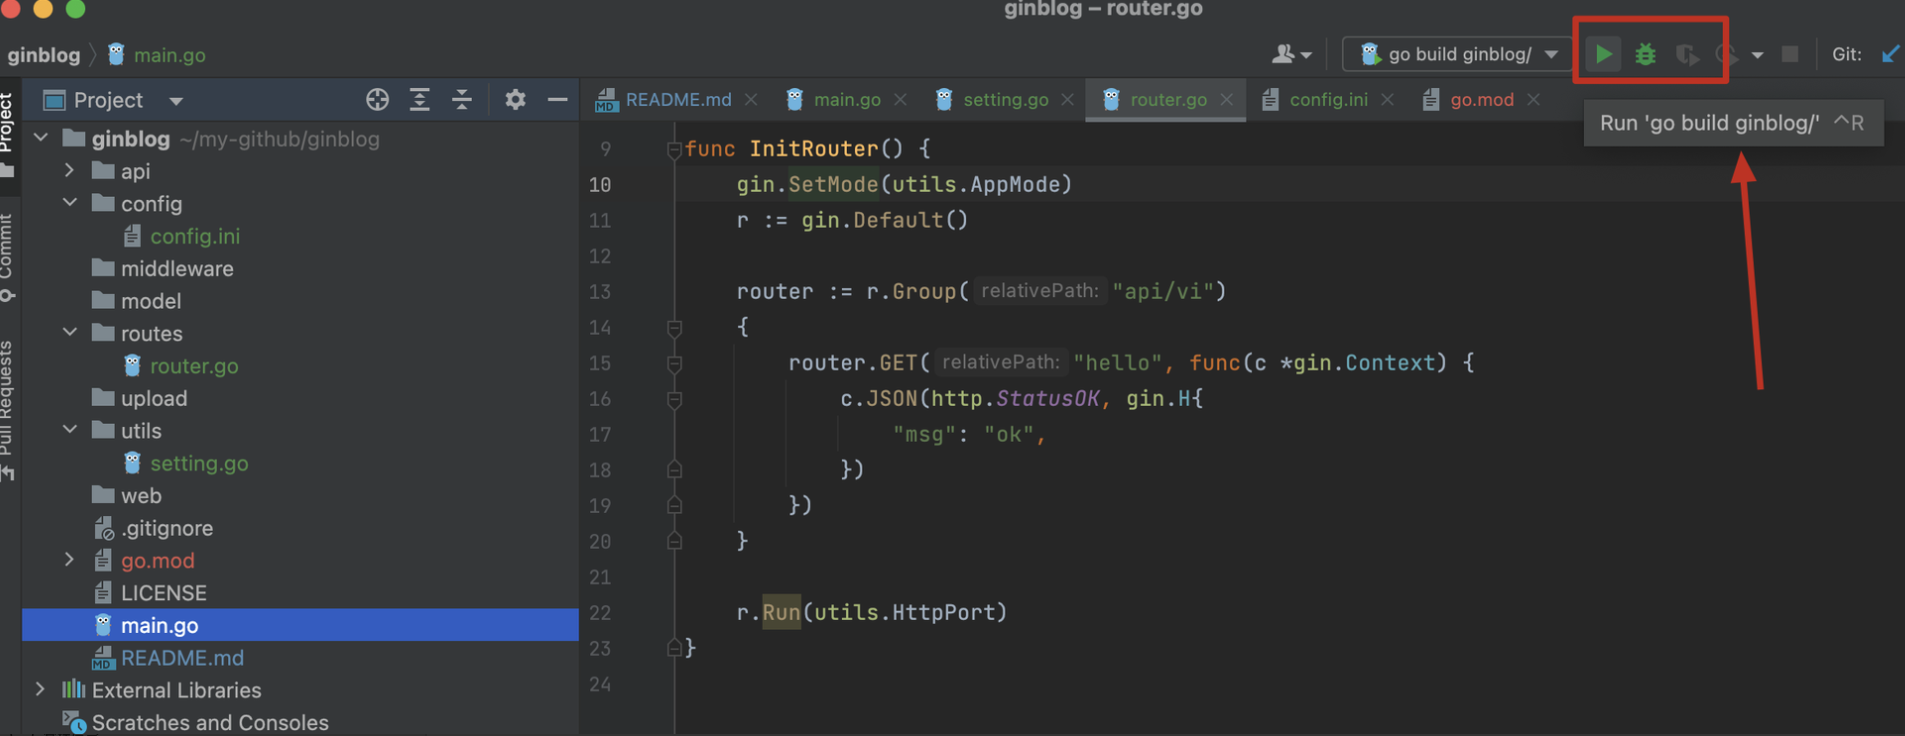 ginblog – router.go
ginblog
main.go
go build ginblog/
Git:
Project
README.md
main.go
setting.go
router.go
config.ini
go.mod
Run 'go build ginblog/' ^R
Project
Commit
Pull Requests
ginblog ~/my-github/ginblog
api
config
config.ini
middleware
model
routes
router.go
upload
utils
setting.go
web
.gitignore
go.mod
LICENSE
main.go
README.md
External Libraries
Scratches and Consoles
9 func InitRouter() {
10 gin.SetMode(utils.AppMode)
11 r := gin.Default()
12
13 router := r.Group( relativePath: "api/vi")
14 {
15 router.GET( relativePath: "hello", func(c *gin.Context) {
16 c.JSON(http.StatusOK, gin.H{
17 "msg": "ok",
18 })
19 })
20 }
21
22 r.Run(utils.HttpPort)
23 }
24